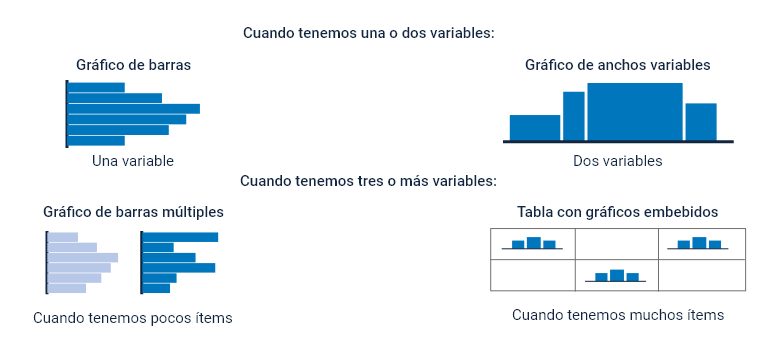 Cuando tenemos una o dos variables:
Gráfico de barras
Gráfico de anchos variables
Una variable
Dos variables
Cuando tenemos tres o más variables:
Gráfico de barras múltiples
Tabla con gráficos embebidos
Cuando tenemos pocos ítems
Cuando tenemos muchos ítems